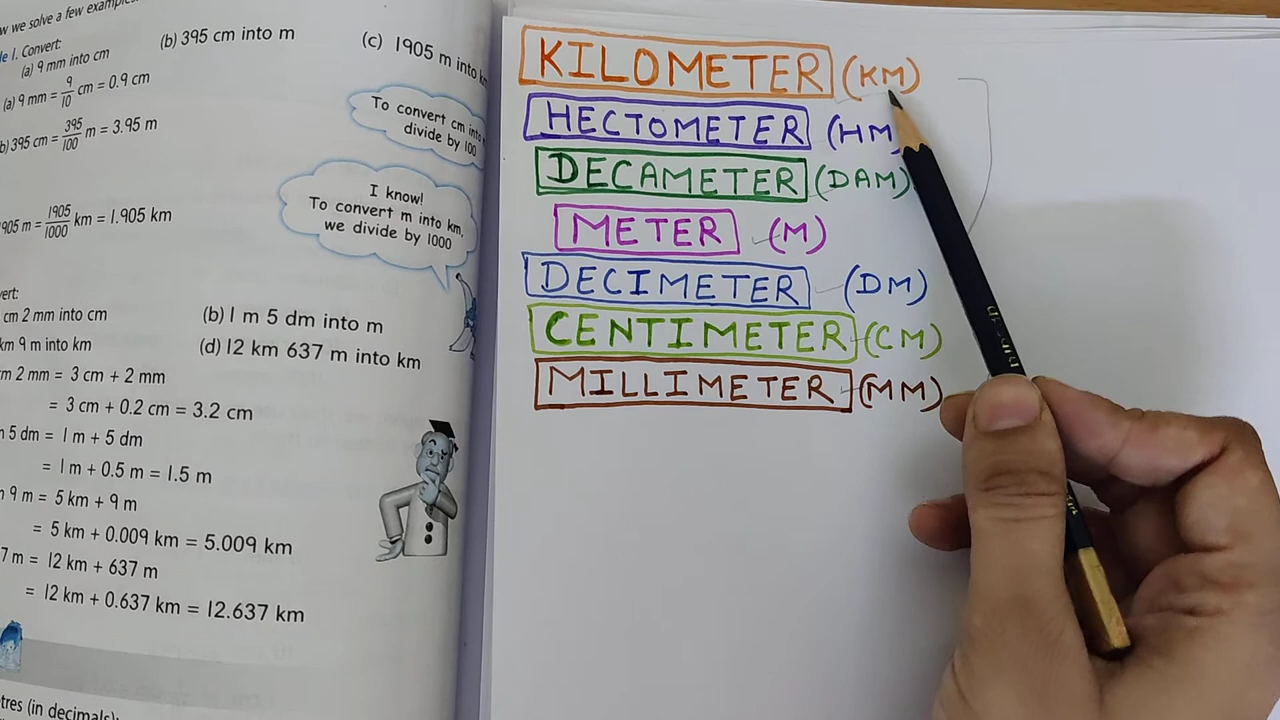 w we solve a few examples.
le 1. Convert:
(a) 9 mm into cm
(b) 395 cm into m
(c) 1905 m into k
(a) 9 mm = 9/10 cm = 0.9 cm
To convert cm into
divide by 100
b) 395 cm = 395/100 m = 3.95 m
I know!
To convert m into km,
we divide by 1000
905 m = 1905/1000 km = 1.905 km
vert:
cm 2 mm into cm
(b) 1 m 5 dm into m
km 9 m into km
(d) 12 km 637 m into km
m 2 mm = 3 cm + 2 mm
= 3 cm + 0.2 cm = 3.2 cm
5 dm = 1 m + 5 dm
= 1 m + 0.5 m = 1.5 m
9 m = 5 km + 9 m
= 5 km + 0.009 km = 5.009 km
7 m = 12 km + 637 m
= 12 km + 0.637 km = 12.637 km
etres (in decimals):
KILOMETER (KM)
HECTOMETER (HM
DECAMETER (DAM)
METER (M)
DECIMETER (DM)
CENTIMETER (CM)
MILLIMETER (MM)